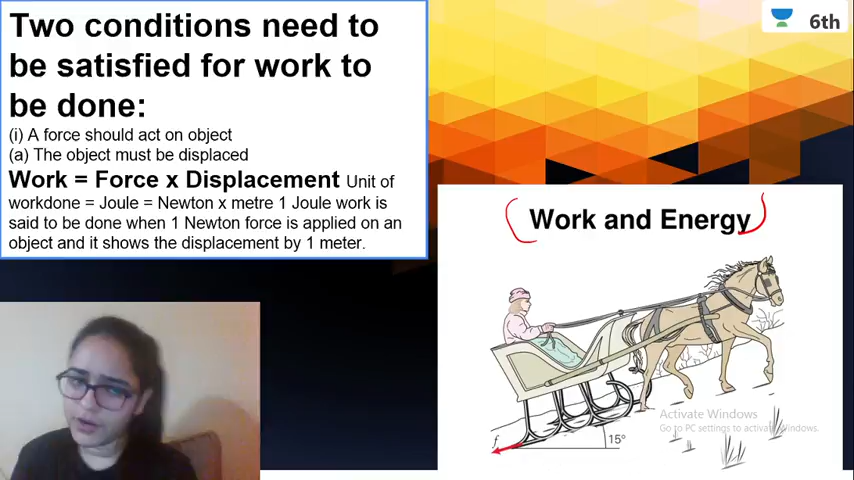 Two conditions need to
be satisfied for work to
be done:
(i) A force should act on object
(a) The object must be displaced
Work = Force x Displacement Unit of
workdone = Joule = Newton x metre 1 Joule work is
said to be done when 1 Newton force is applied on an
object and it shows the displacement by 1 meter.
6th
Work and Energy
f
15°
Activate Windows
Go to PC settings to activate Windows.